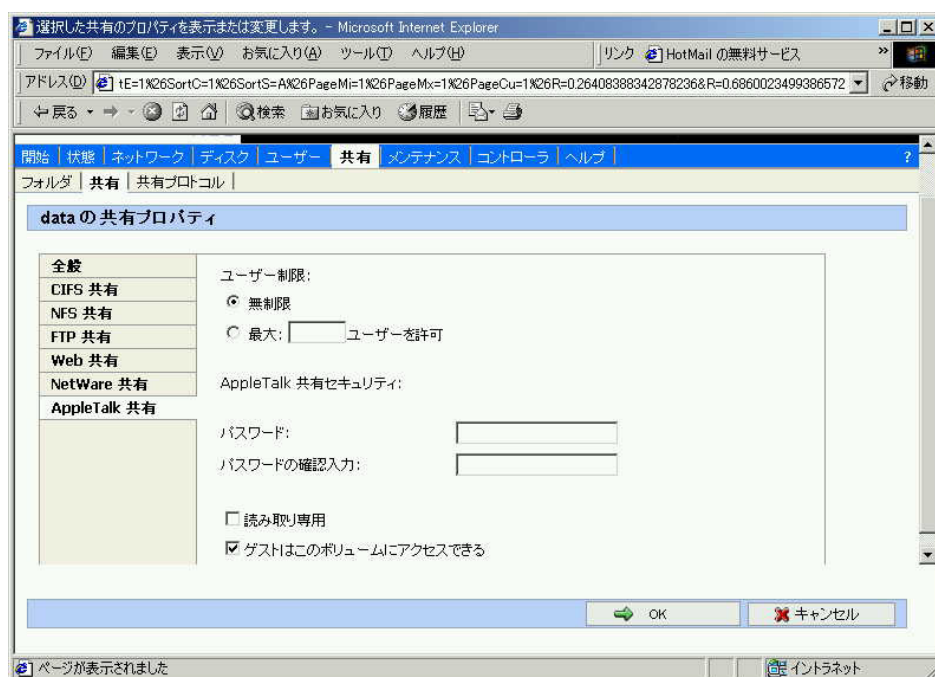 選択した共有のプロパティを表示または変更します。 - Microsoft Internet Explorer
ファイル(F) 編集(E) 表示(V) お気に入り(A) ツール(T) ヘルプ(H) リンク HotMail の無料サービス »
アドレス(D) tE=1%26SortC=1%26SortS=A%26PageMi=1%26PageMx=1%26PageCu=1%26R=0.2640838834287823&R=0.6860023499386572 移動
戻る 検索 お気に入り 履歴
開始 状態 ネットワーク ディスク ユーザー 共有 メンテナンス コントローラ ヘルプ ?
フォルダ 共有 共有プロトコル
data の 共有プロパティ
全般
CIFS 共有
NFS 共有
FTP 共有
Web 共有
NetWare 共有
AppleTalk 共有
ユーザー制限:
無制限
最大: ユーザーを許可
AppleTalk 共有セキュリティ:
パスワード:
パスワードの確認入力:
読み取り専用
ゲストはこのボリュームにアクセスできる
OK キャンセル
ページが表示されました イントラネット